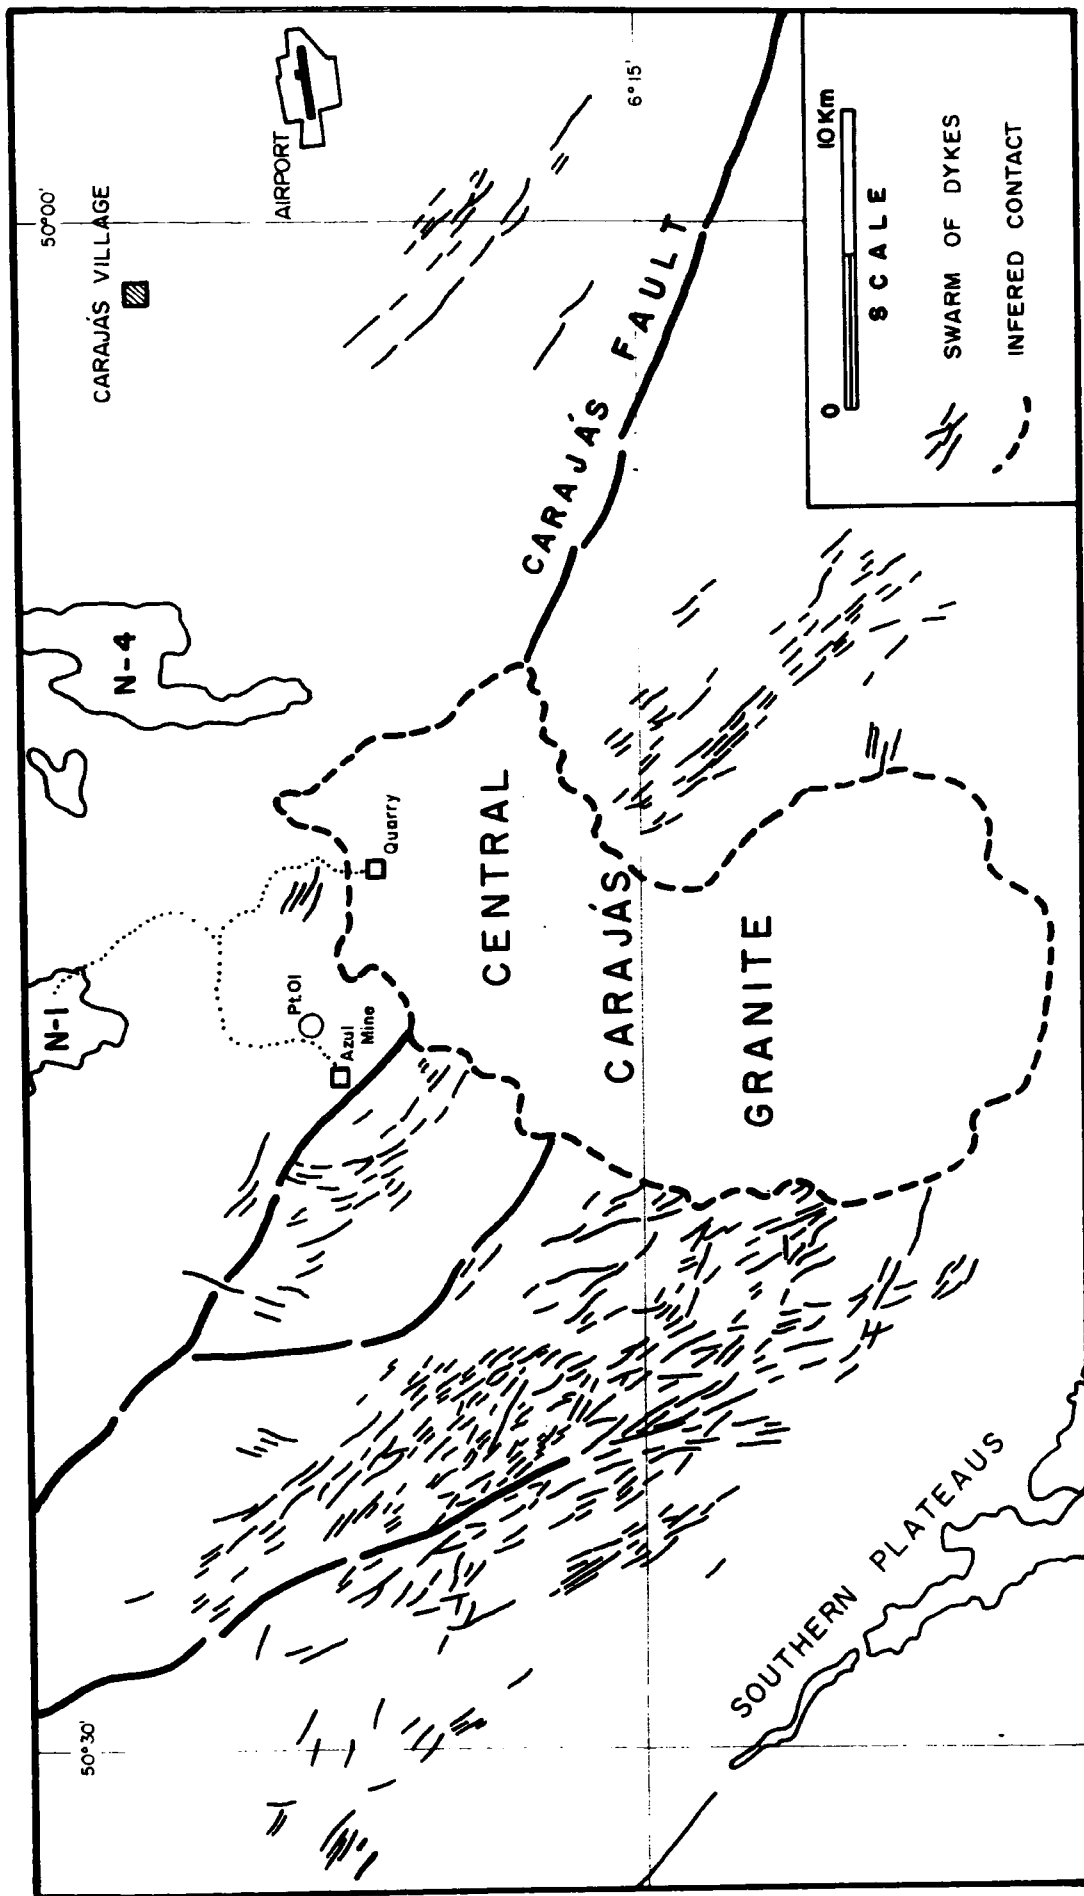 50°30'
50°00'
N-1
N-4
CARAJÁS VILLAGE
AIRPORT
Pt.01
Azul
Mine
Quarry
CENTRAL
CARAJÁS
GRANITE
CARAJÁS FAULT
6°15'
SOUTHERN PLATEAUS
0
10Km
SCALE
SWARM OF DYKES
INFERED CONTACT